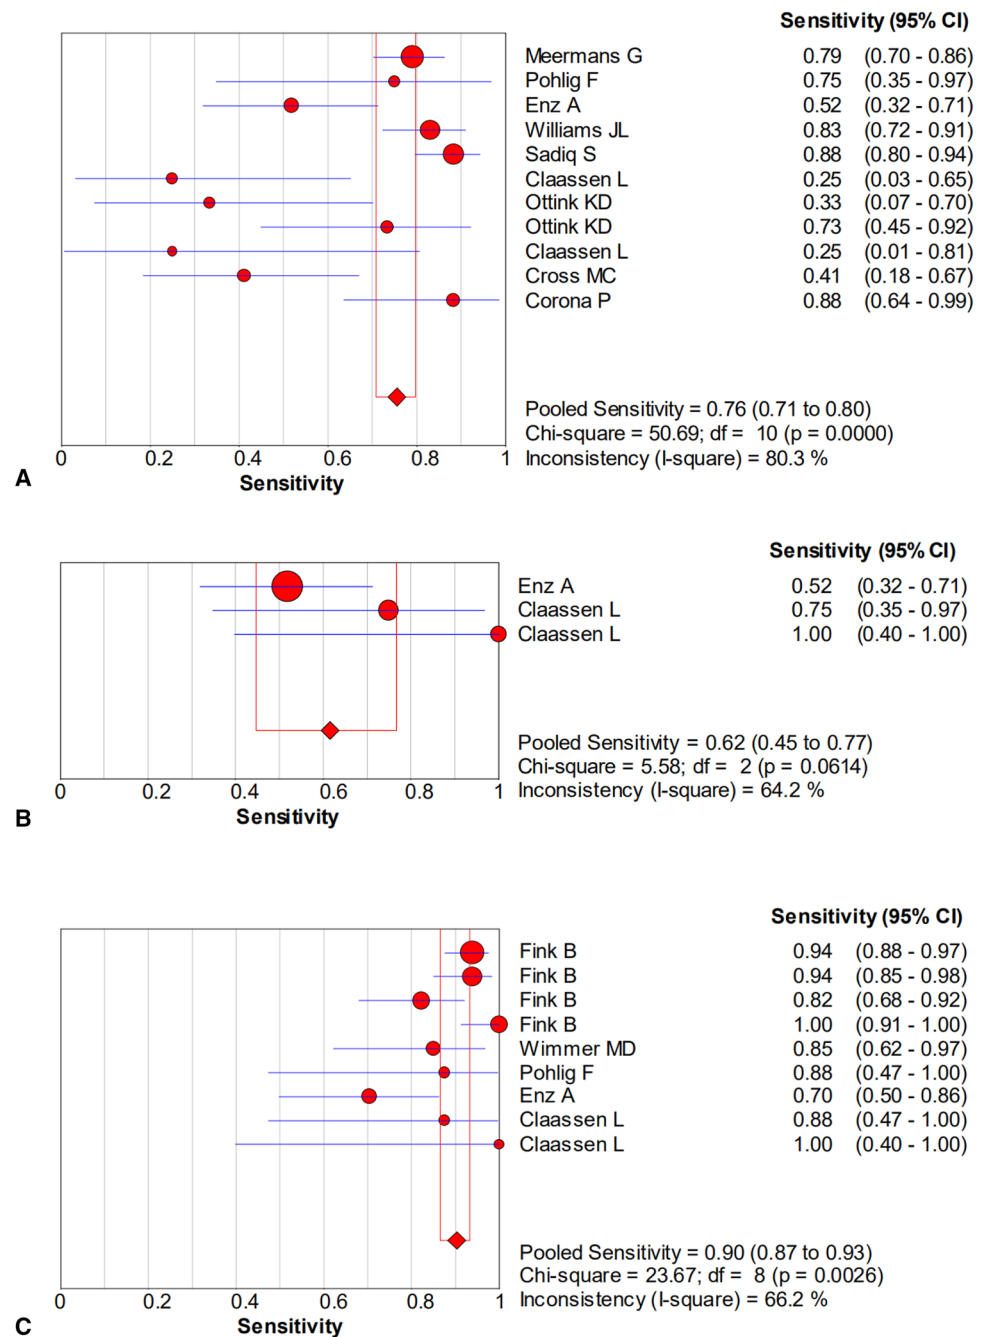 Sensitivity (95% CI)
Meermans G 0.79 (0.70 - 0.86)
Pohlig F 0.75 (0.35 - 0.97)
Enz A 0.52 (0.32 - 0.71)
Williams JL 0.83 (0.72 - 0.91)
Sadiq S 0.88 (0.80 - 0.94)
Claassen L 0.25 (0.03 - 0.65)
Ottink KD 0.33 (0.07 - 0.70)
Ottink KD 0.73 (0.45 - 0.92)
Claassen L 0.25 (0.01 - 0.81)
Cross MC 0.41 (0.18 - 0.67)
Corona P 0.88 (0.64 - 0.99)
Pooled Sensitivity = 0.76 (0.71 to 0.80)
Chi-square = 50.69; df = 10 (p = 0.0000)
Inconsistency (I-square) = 80.3 %
0 0.2 0.4 0.6 0.8 1
Sensitivity
A
Sensitivity (95% CI)
Enz A 0.52 (0.32 - 0.71)
Claassen L 0.75 (0.35 - 0.97)
Claassen L 1.00 (0.40 - 1.00)
Pooled Sensitivity = 0.62 (0.45 to 0.77)
Chi-square = 5.58; df = 2 (p = 0.0614)
Inconsistency (I-square) = 64.2 %
0 0.2 0.4 0.6 0.8 1
Sensitivity
B
Sensitivity (95% CI)
Fink B 0.94 (0.88 - 0.97)
Fink B 0.94 (0.85 - 0.98)
Fink B 0.82 (0.68 - 0.92)
Fink B 1.00 (0.91 - 1.00)
Wimmer MD 0.85 (0.62 - 0.97)
Pohlig F 0.88 (0.47 - 1.00)
Enz A 0.70 (0.50 - 0.86)
Claassen L 0.88 (0.47 - 1.00)
Claassen L 1.00 (0.40 - 1.00)
Pooled Sensitivity = 0.90 (0.87 to 0.93)
Chi-square = 23.67; df = 8 (p = 0.0026)
Inconsistency (I-square) = 66.2 %
0 0.2 0.4 0.6 0.8 1
Sensitivity
C